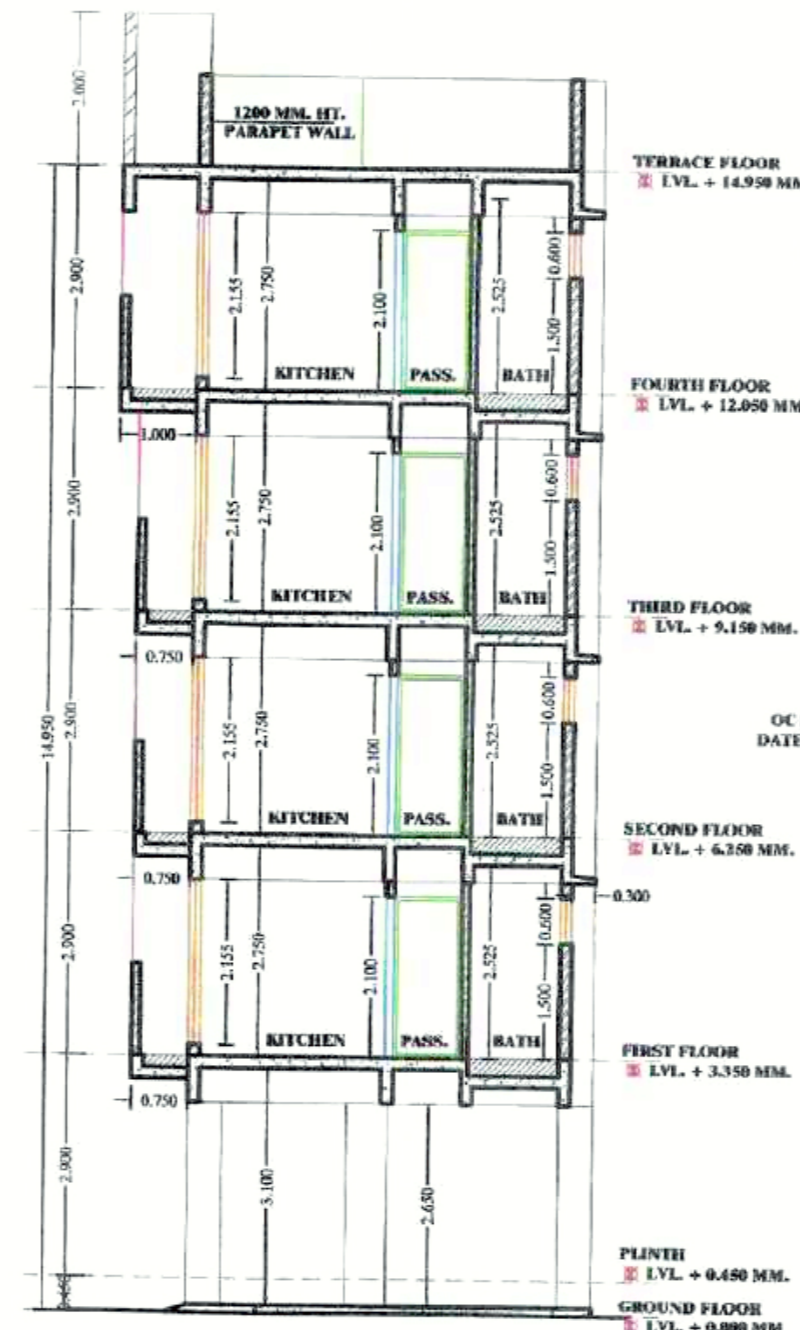 1200 MM. HT.
PARAPET WALL
TERRACE FLOOR
LVL. + 14.950 MM
2.900
2.155
2.750
2.100
2.525
0.600
1.500
KITCHEN
PASS.
BATH
FOURTH FLOOR
LVL. + 12.050 MM
1.000
2.900
2.155
2.750
2.100
2.525
0.600
1.500
KITCHEN
PASS.
BATH
THIRD FLOOR
LVL. + 9.150 MM.
0.750
14.950
2.900
2.155
2.750
2.100
2.525
0.600
1.500
OC
DATE
KITCHEN
PASS.
BATH
SECOND FLOOR
LVL. + 6.250 MM.
0.750
0.300
2.900
2.155
2.750
2.100
2.525
0.600
1.500
KITCHEN
PASS.
BATH
FIRST FLOOR
LVL. + 3.350 MM.
0.750
2.900
3.100
2.650
PLINTH
LVL. + 0.450 MM.
GROUND FLOOR
LVL. + 0.000 MM